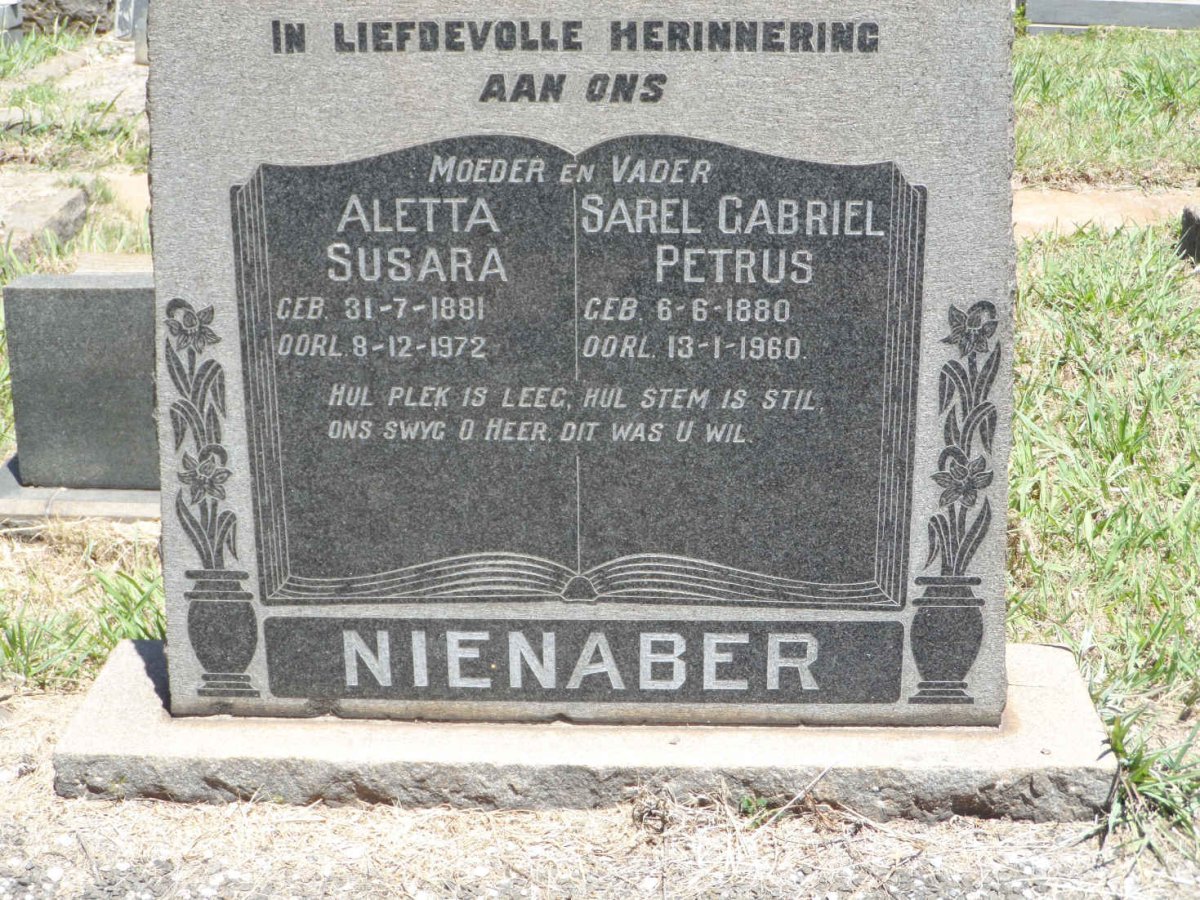 IN LIEFDEVOLLE HERINNERING
AAN ONS
MOEDER EN VADER
ALETTA
SUSARA
GEB. 31-7-1881
OORL. 8-12-1972
SAREL GABRIEL
PETRUS
GEB. 6-6-1880
OORL. 13-1-1960.
HUL PLEK IS LEEG, HUL STEM IS STIL,
ONS SWYG O HEER, DIT WAS U WIL.
NIENABER